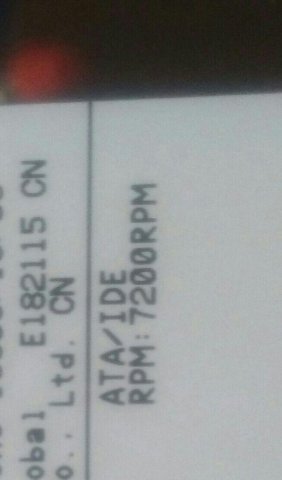 obal E182115 CN
o., Ltd. CN
ATA/IDE
RPM:7200RPM